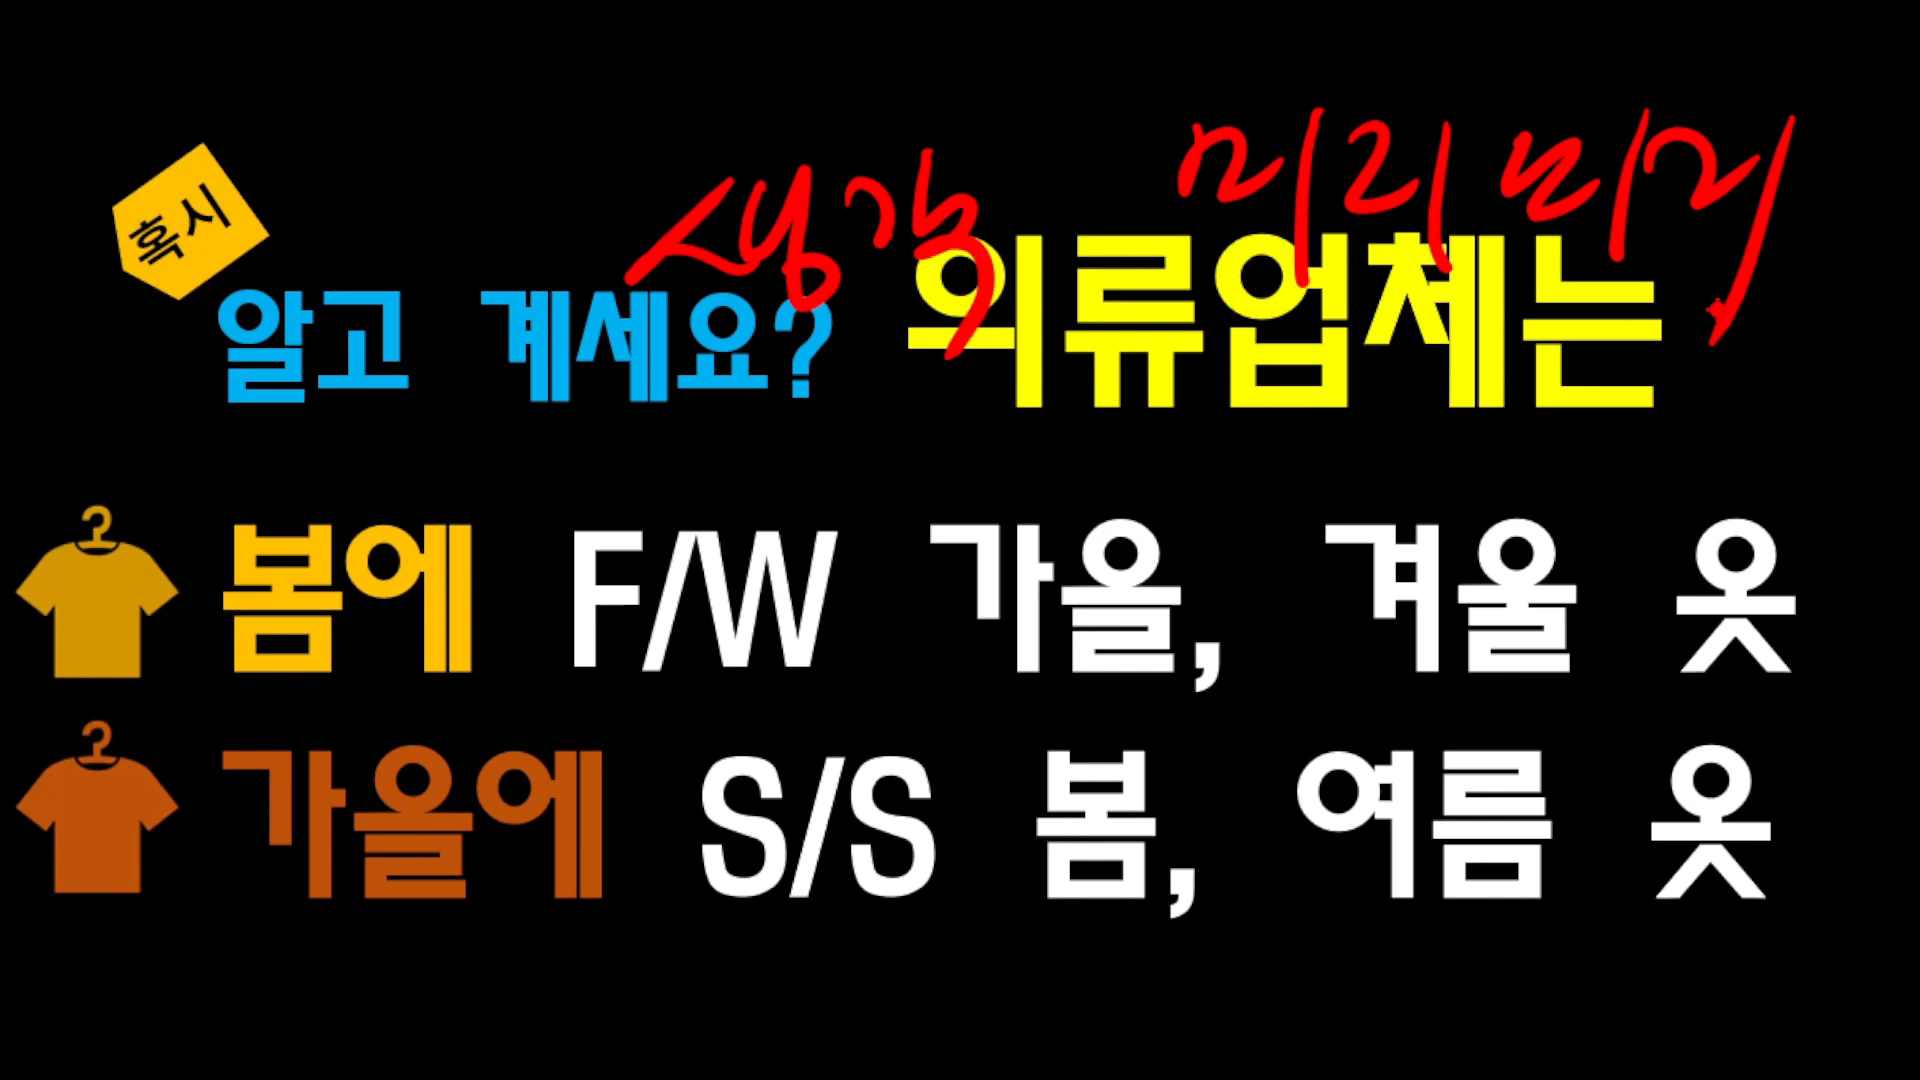 생각 미리미리
혹시
알고 계세요? 의류업체는
봄에 F/W 가을, 겨울 옷
가을에 S/S 봄, 여름 옷